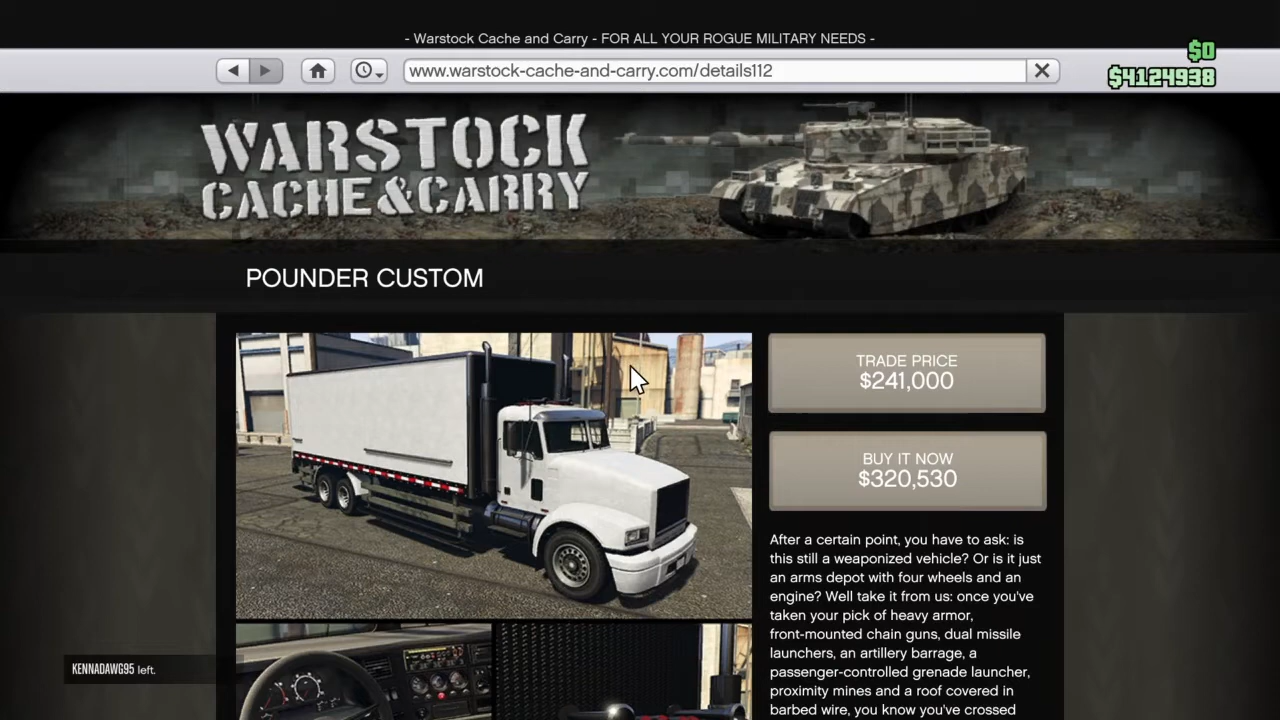 - Warstock Cache and Carry - FOR ALL YOUR ROGUE MILITARY NEEDS -
$0
www.warstock-cache-and-carry.com/details112
$4124938
WARSTOCK
CACHE&CARRY
POUNDER CUSTOM
TRADE PRICE
$241,000
BUY IT NOW
$320,530
After a certain point, you have to ask: is
this still a weaponized vehicle? Or is it just
an arms depot with four wheels and an
engine? Well take it from us: once you've
taken your pick of heavy armor,
front-mounted chain guns, dual missile
launchers, an artillery barrage, a
passenger-controlled grenade launcher,
proximity mines and a roof covered in
barbed wire, you know you've crossed
KENNADAWG95 left.